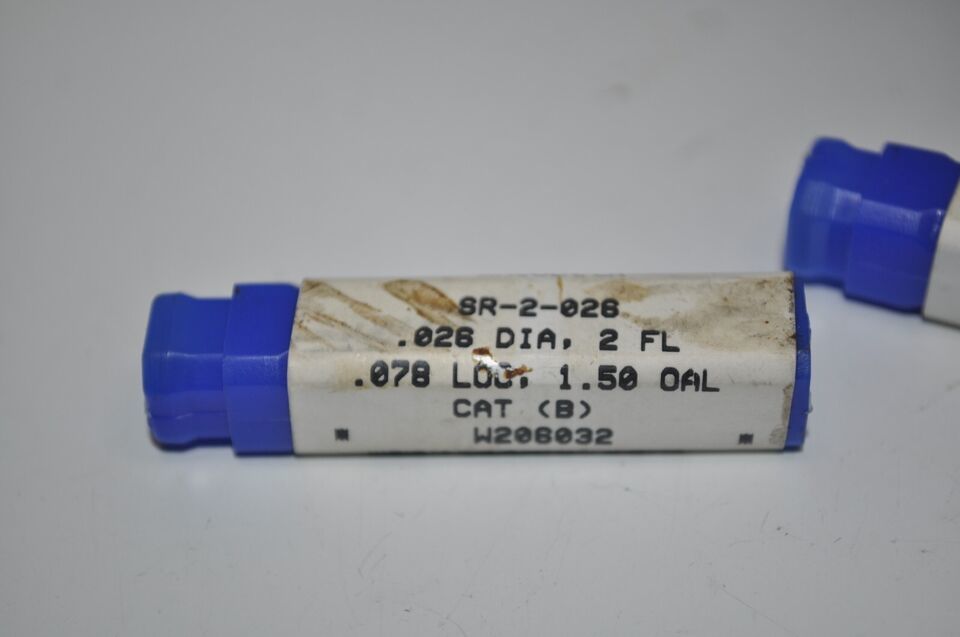 SR-2-026
.026 DIA, 2 FL
.078 LOC, 1.50 OAL
CAT (B)
W206032